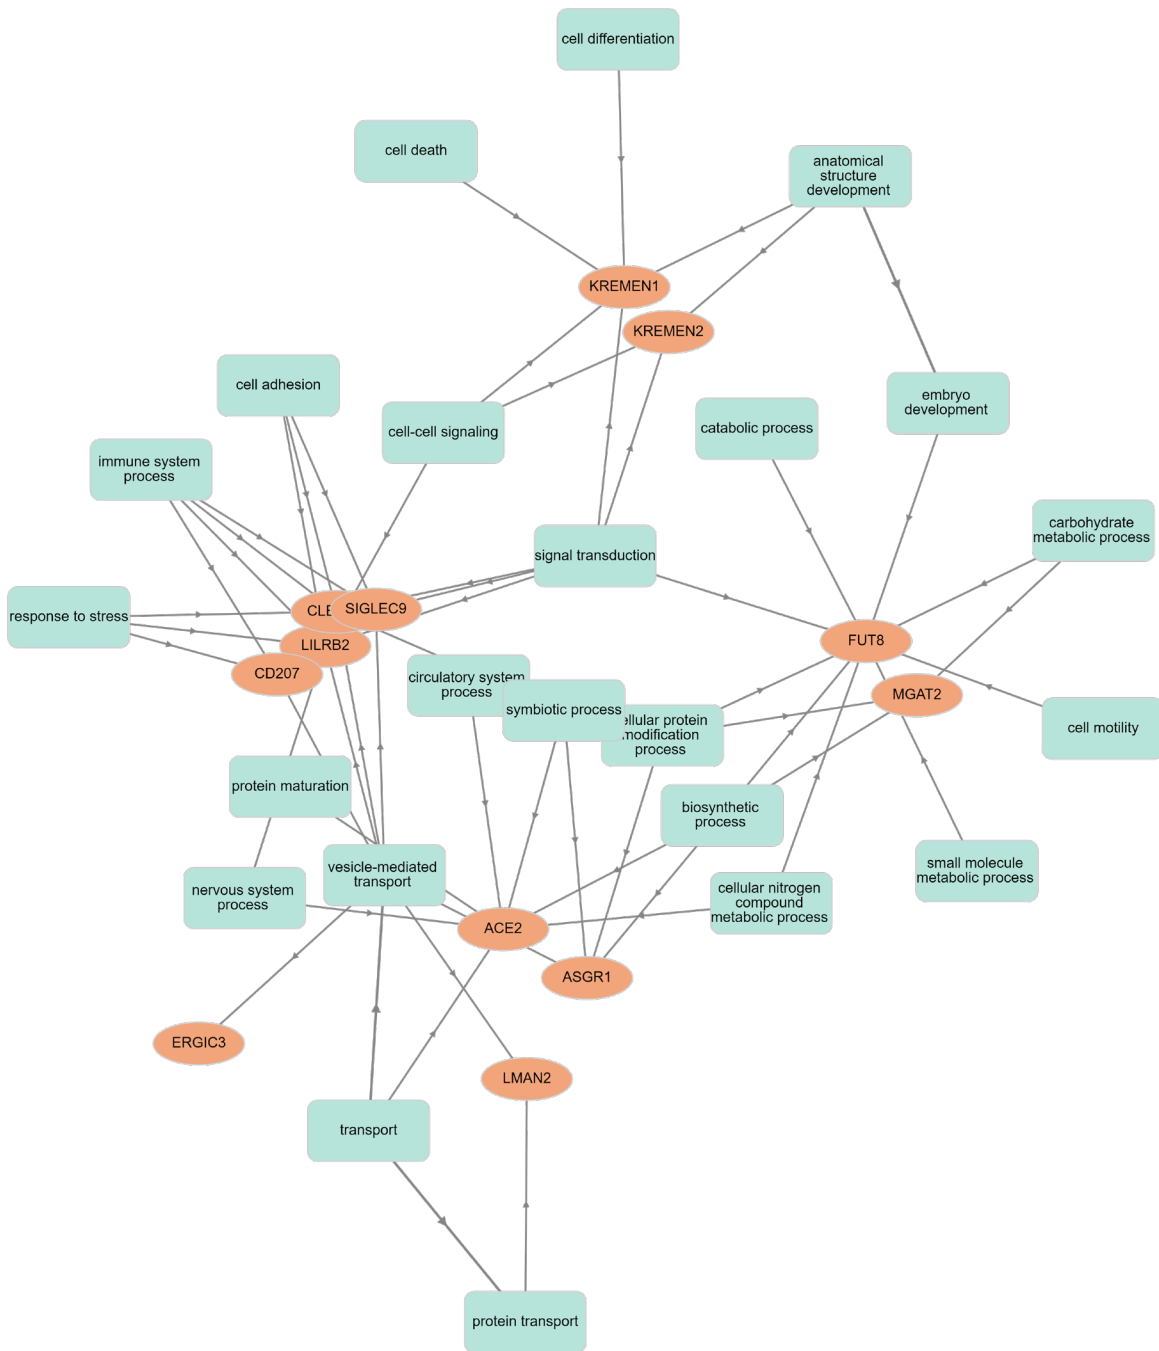 cell differentiation
cell death
anatomical
structure
development
KREMEN1
KREMEN2
cell adhesion
embryo
development
cell-cell signaling
catabolic process
immune system
process
carbohydrate
metabolic process
signal transduction
response to stress
SIGLEC9
LILRB2
CD207
FUT8
MGAT2
circulatory system
process
symbiotic process
protein
modification
process
cell motility
protein maturation
biosynthetic
process
vesicle-mediated
transport
nervous system
process
small molecule
metabolic process
cellular nitrogen
compound
metabolic process
ACE2
ASGR1
ERGIC3
LMAN2
transport
protein transport